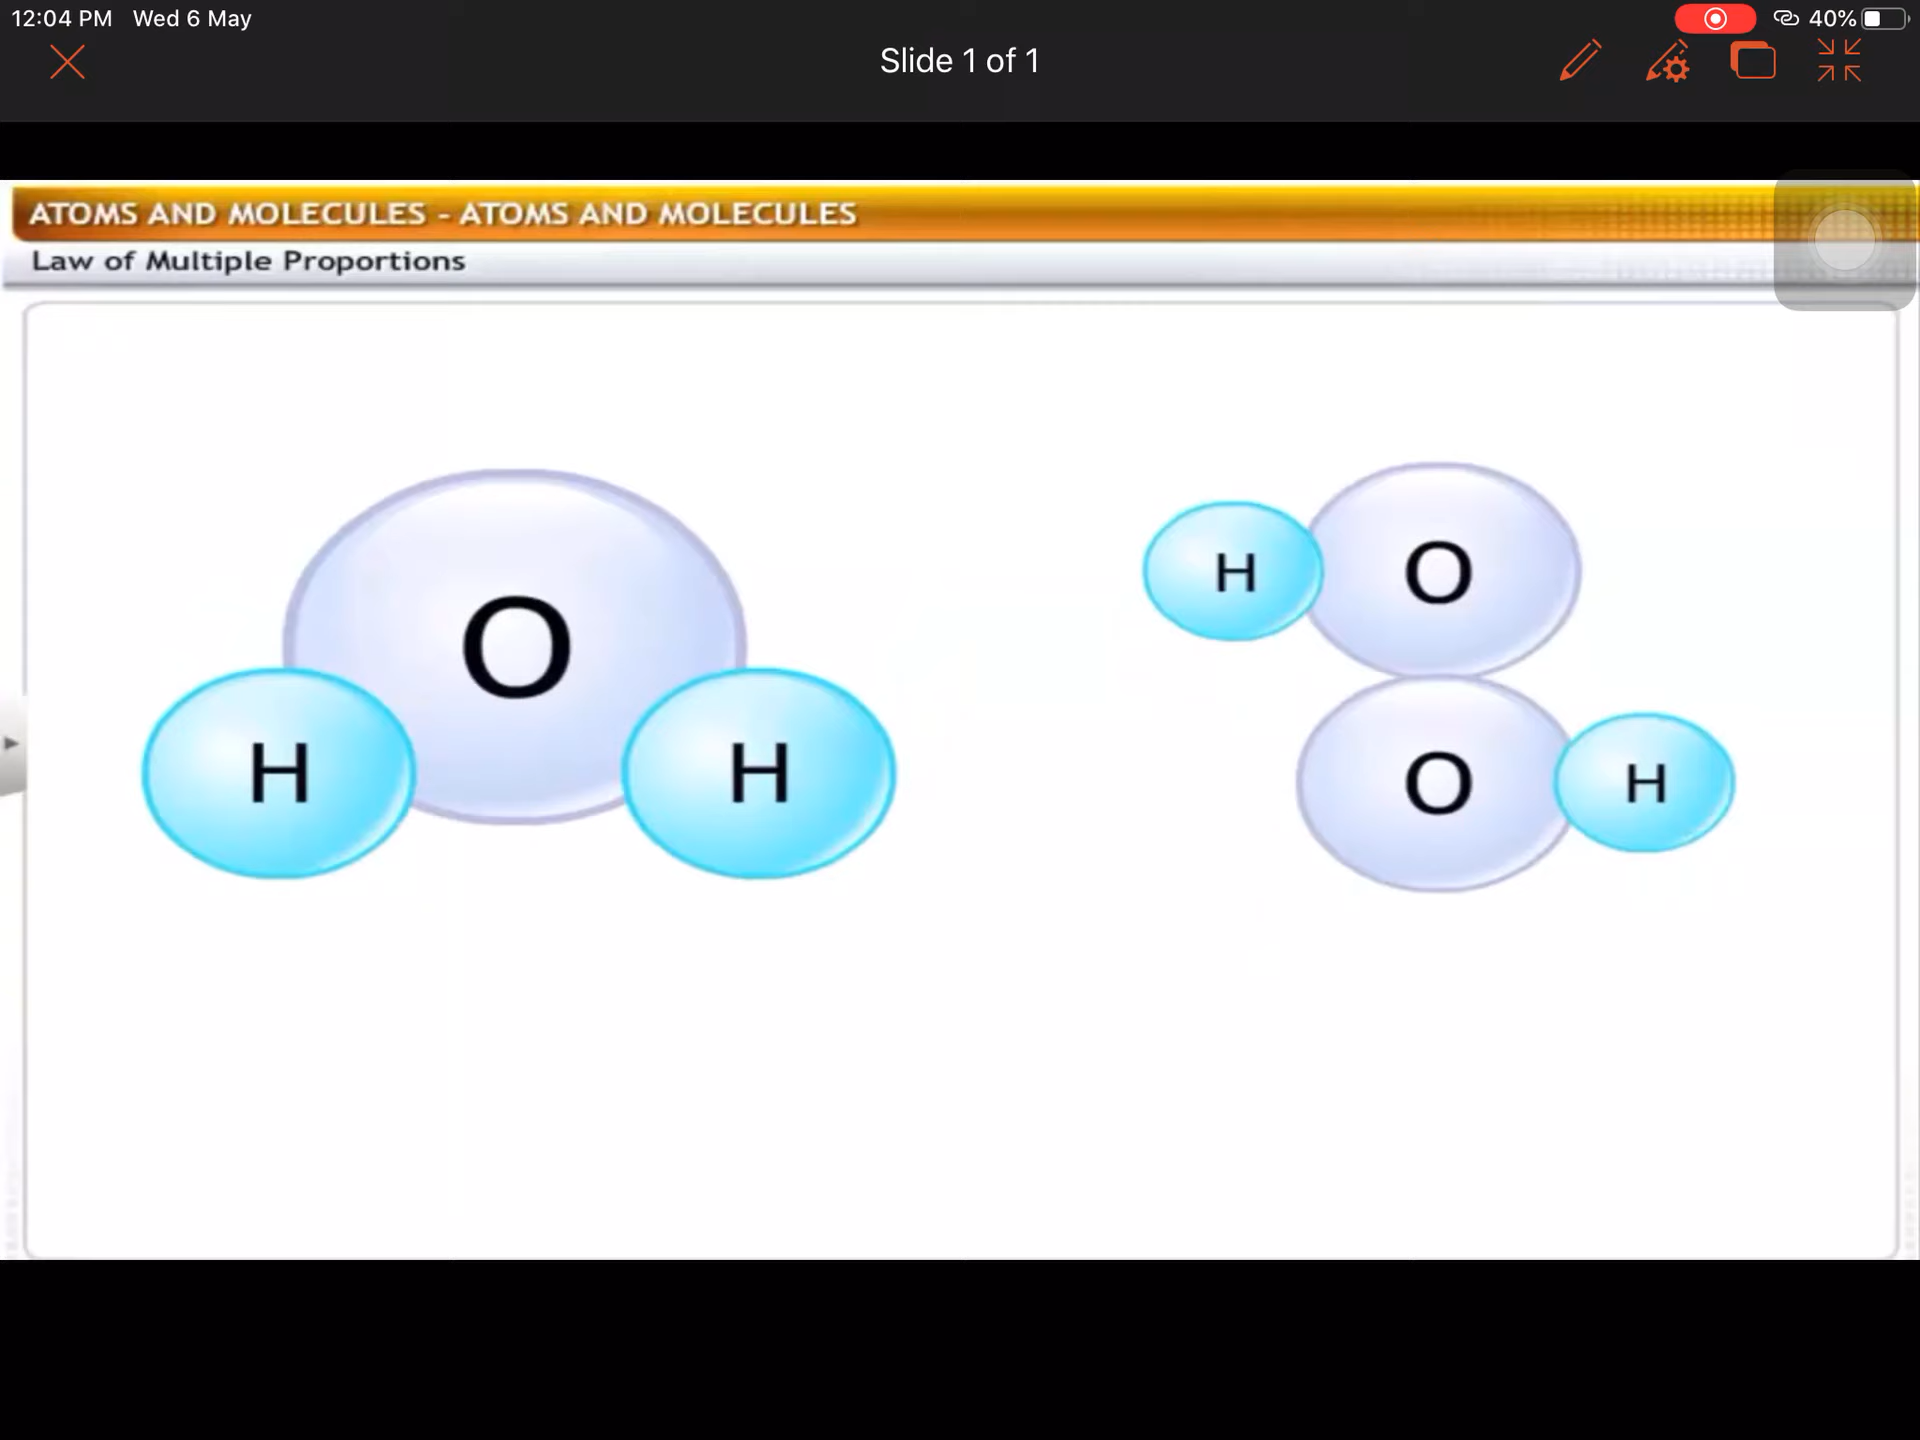 12:04 PM Wed 6 May
40%
Slide 1 of 1
ATOMS AND MOLECULES - ATOMS AND MOLECULES
Law of Multiple Proportions
O
H
H
H
O
O
H